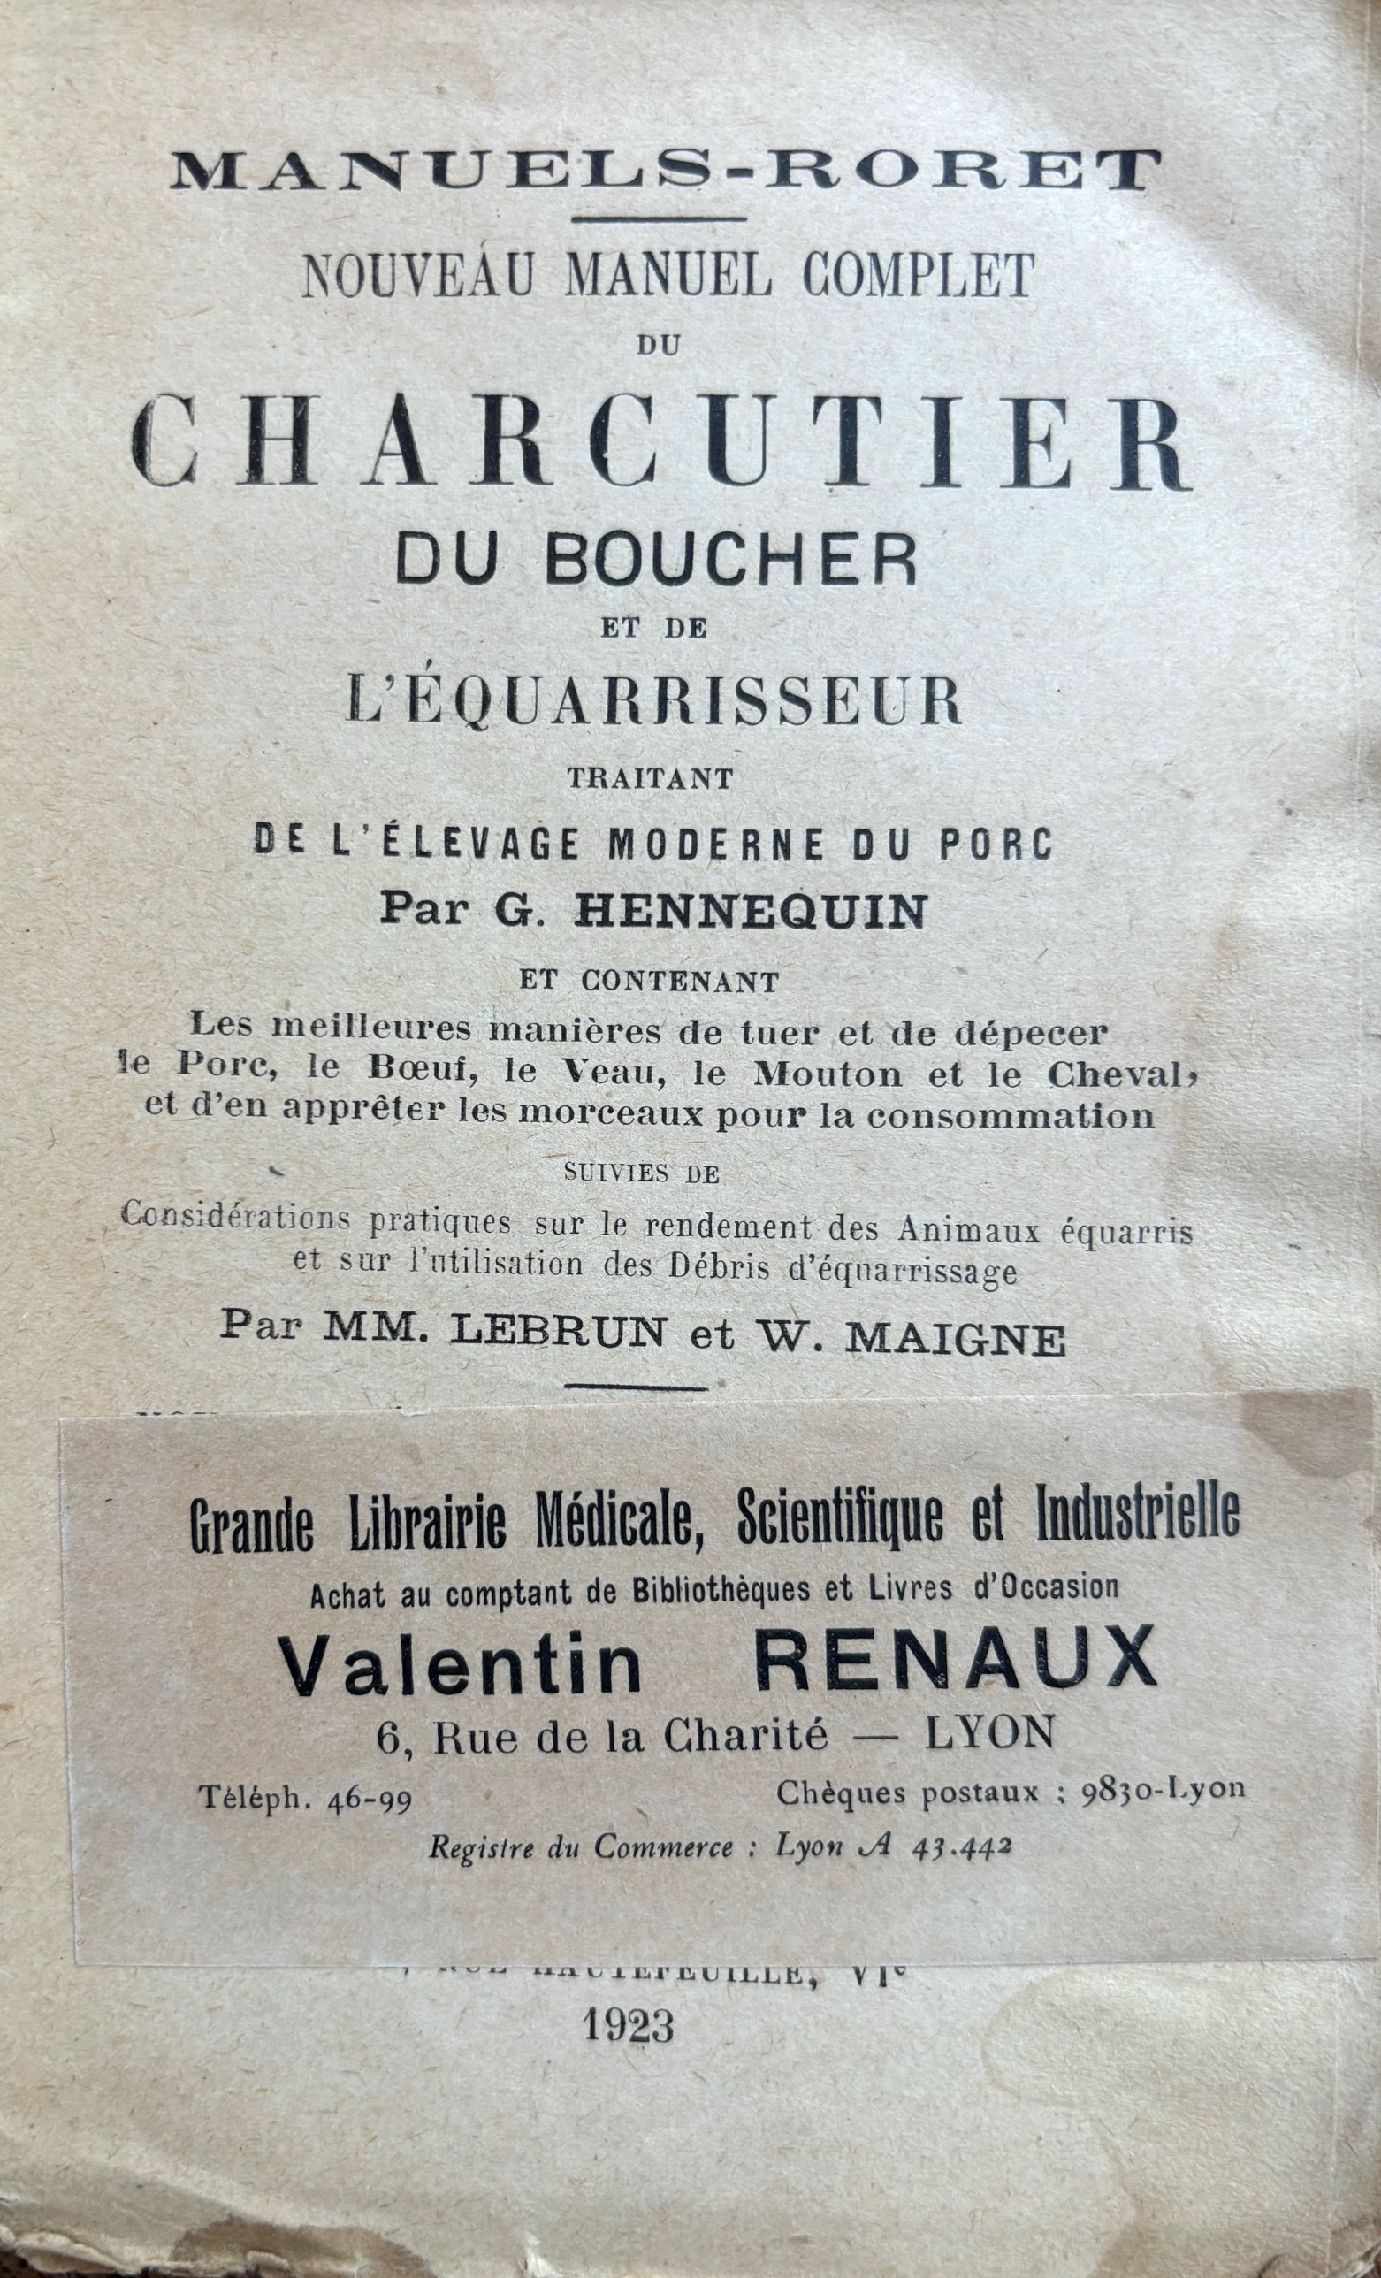 MANUELS-RORET
NOUVEAU MANUEL COMPLET
DU
CHARCUTIER
DU BOUCHER
ET DE
L'ÉQUARRISSEUR
TRAITANT
DE L'ÉLEVAGE MODERNE DU PORC
Par G. HENNEQUIN
ET CONTENANT
Les meilleures manières de tuer et de dépecer
le Porc, le Bœuf, le Veau, le Mouton et le Cheval,
et d'en apprêter les morceaux pour la consommation
SUIVIES DE
Considérations pratiques sur le rendement des Animaux équarris
et sur l'utilisation des Débris d'équarrissage
Par MM. LEBRUN et W. MAIGNE
Grande Librairie Médicale, Scientifique et Industrielle
Achat au comptant de Bibliothèques et Livres d'Occasion
Valentin RENAUX
6, Rue de la Charité — LYON
Téléph. 46-99 Chèques postaux : 9830-Lyon
Registre du Commerce : Lyon A 43.442
RUE HAUTEFEUILLE, VIe
1923